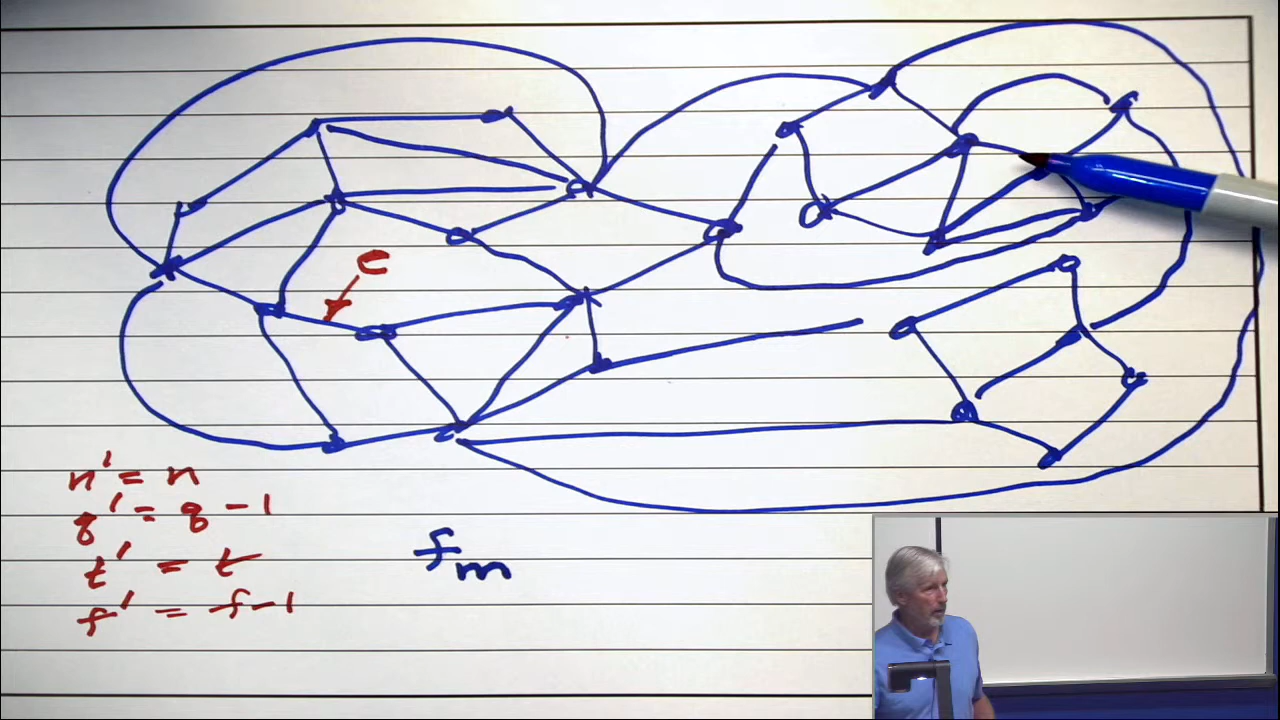 e
n' = n
q' = q - 1
t' = t
f' = f - 1
f_m